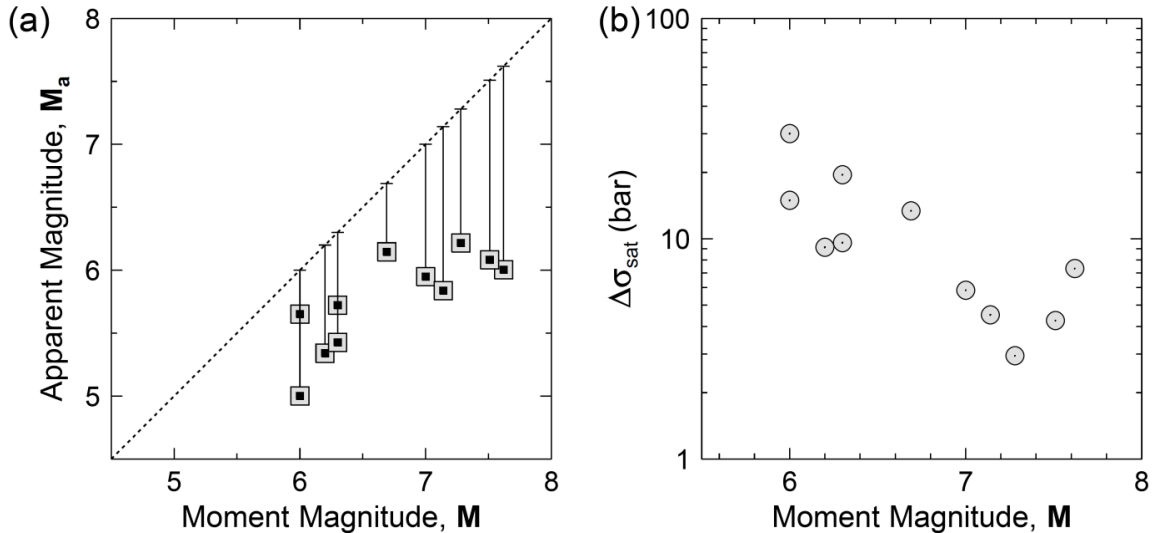 (a)
8
7
6
5
Apparent Magnitude, Mₐ
5 6 7 8
Moment Magnitude, M
(b)
100
10
1
Δσsat (bar)
6 7 8
Moment Magnitude, M